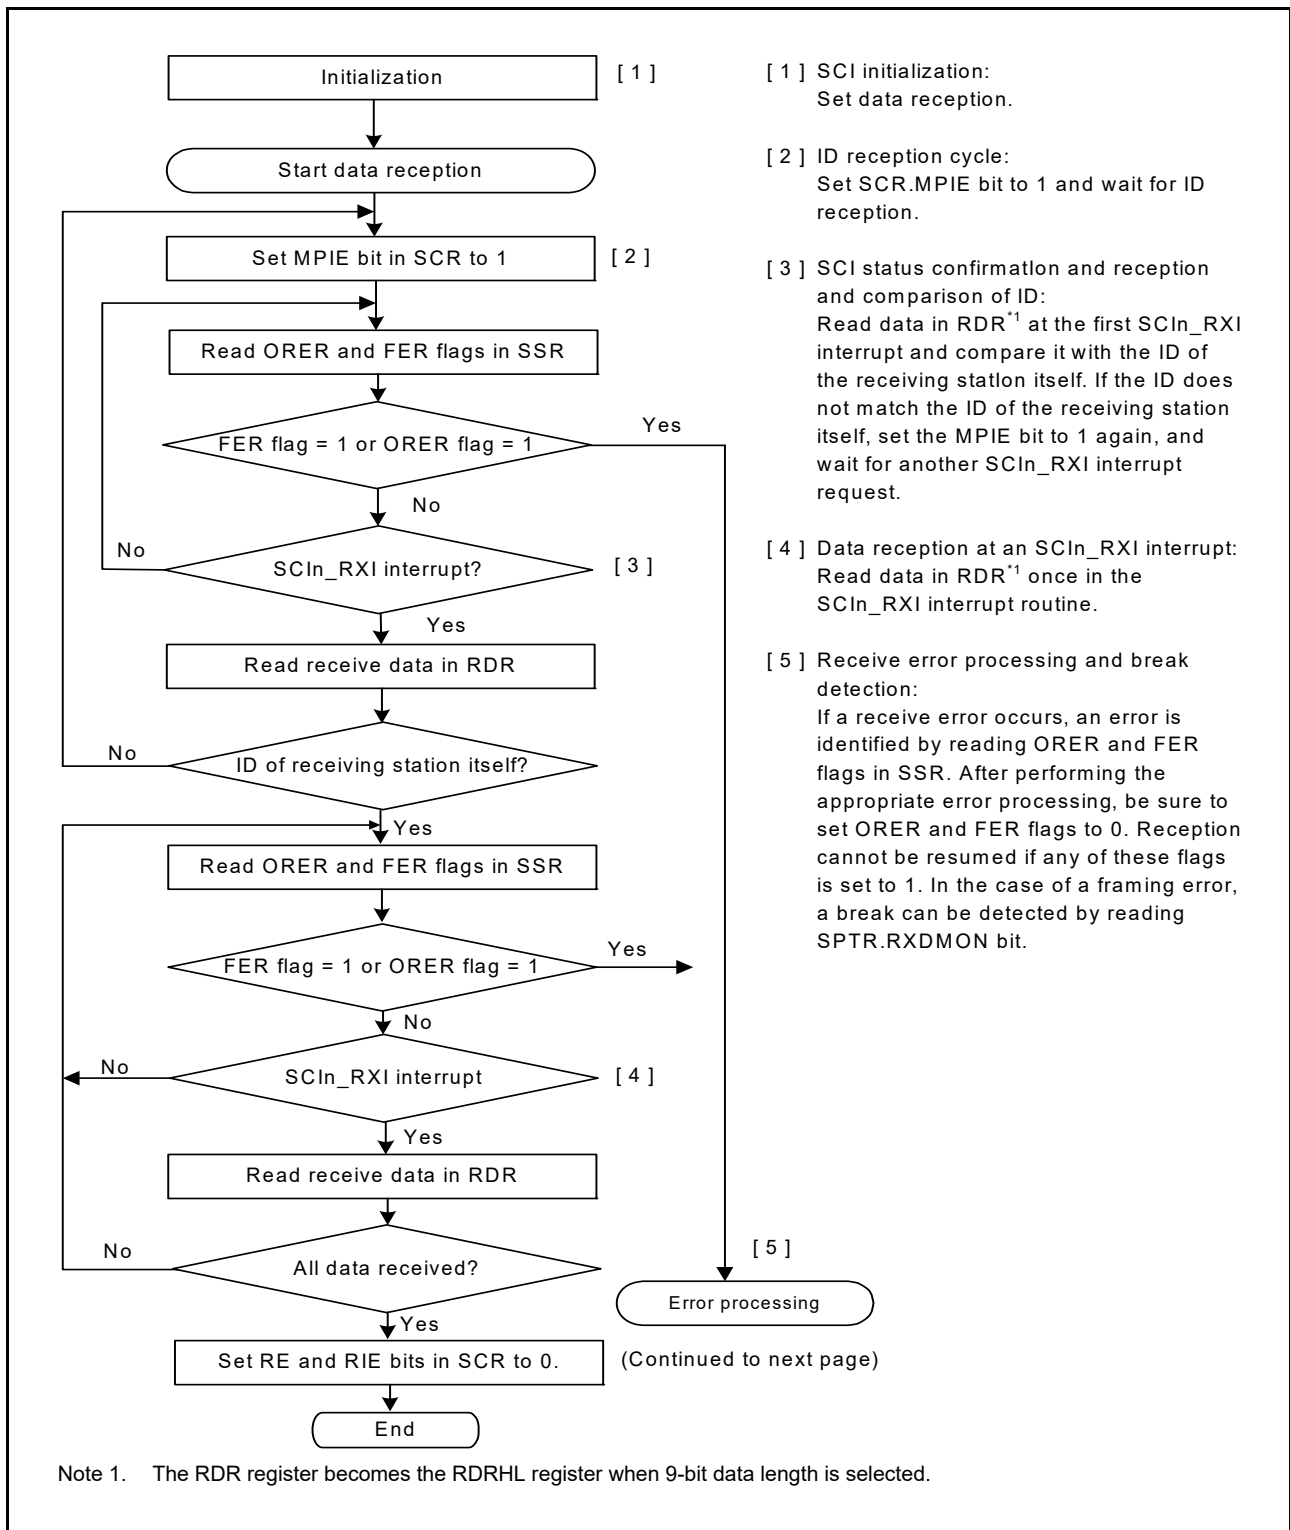 Initialization
[ 1 ]
Start data reception
Set MPIE bit in SCR to 1
[ 2 ]
Read ORER and FER flags in SSR
FER flag = 1 or ORER flag = 1
Yes
No
SCIn_RXI interrupt?
[ 3 ]
No
Yes
Read receive data in RDR
ID of receiving station itself?
No
Yes
Read ORER and FER flags in SSR
FER flag = 1 or ORER flag = 1
Yes
No
SCIn_RXI interrupt
[ 4 ]
No
Yes
Read receive data in RDR
All data received?
No
Yes
Set RE and RIE bits in SCR to 0.
End
[ 5 ]
Error processing
(Continued to next page)
[ 1 ] SCI initialization:
Set data reception.
[ 2 ] ID reception cycle:
Set SCR.MPIE bit to 1 and wait for ID
reception.
[ 3 ] SCI status confirmatIon and reception
and comparison of ID:
Read data in RDR*1 at the first SCIn_RXI
interrupt and compare it with the ID of
the receiving statIon itself. If the ID does
not match the ID of the receiving station
itself, set the MPIE bit to 1 again, and
wait for another SCIn_RXI interrupt
request.
[ 4 ] Data reception at an SCIn_RXI interrupt:
Read data in RDR*1 once in the
SCIn_RXI interrupt routine.
[ 5 ] Receive error processing and break
detection:
If a receive error occurs, an error is
identified by reading ORER and FER
flags in SSR. After performing the
appropriate error processing, be sure to
set ORER and FER flags to 0. Reception
cannot be resumed if any of these flags
is set to 1. In the case of a framing error,
a break can be detected by reading
SPTR.RXDMON bit.
Note 1. The RDR register becomes the RDRHL register when 9-bit data length is selected.